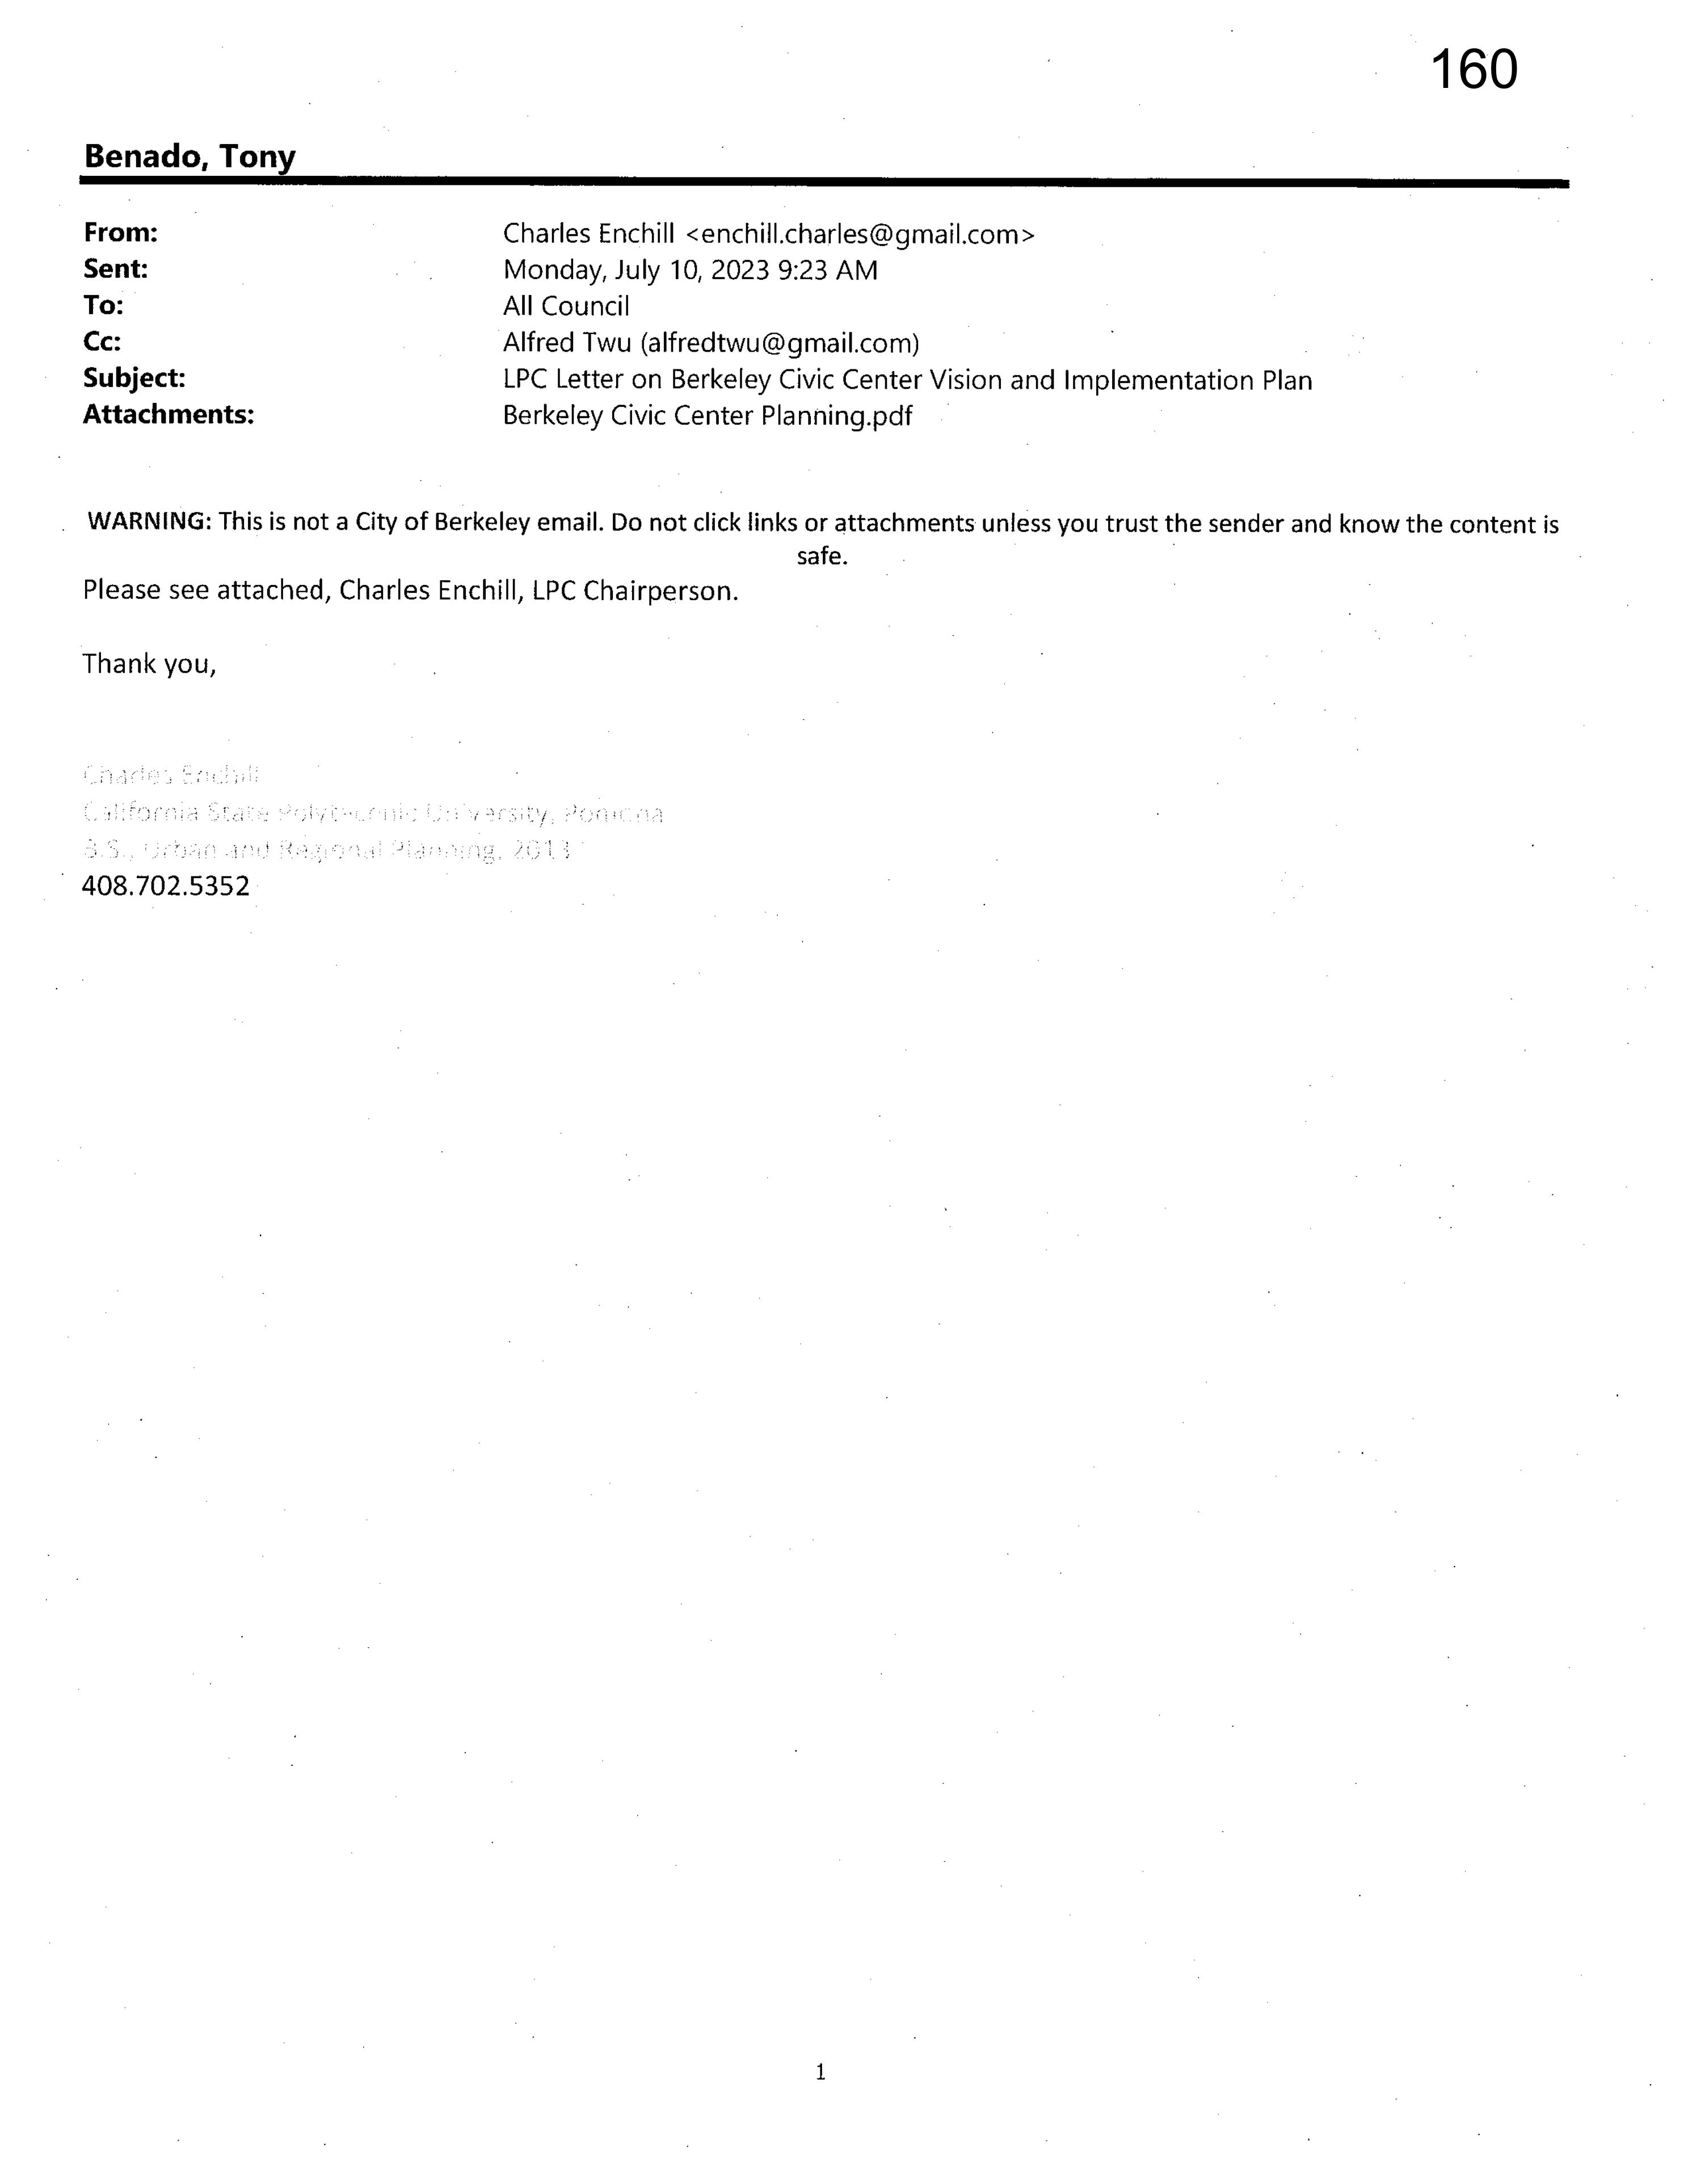 160
Benado, Tony
From: Charles Enchill <enchill.charles@gmail.com>
Sent: Monday, July 10, 2023 9:23 AM
To: All Council
Cc: Alfred Twu (alfredtwu@gmail.com)
Subject: LPC Letter on Berkeley Civic Center Vision and Implementation Plan
Attachments: Berkeley Civic Center Planning.pdf
WARNING: This is not a City of Berkeley email. Do not click links or attachments unless you trust the sender and know the content is
safe.
Please see attached, Charles Enchill, LPC Chairperson.
Thank you,
Charles Enchill
California State Polytechnic University, Pomona
B.S., Urban and Regional Planning, 2013
408.702.5352
1